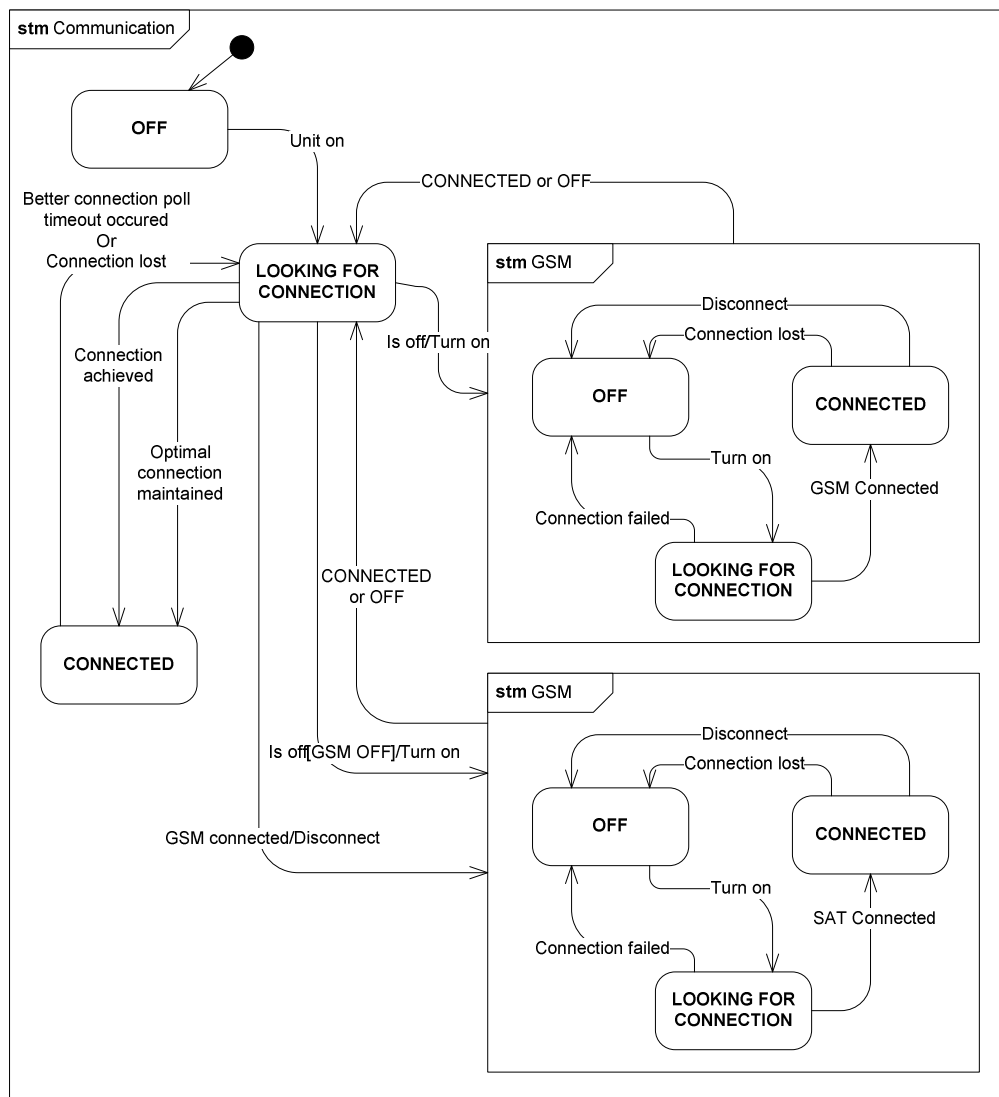 stm Communication
OFF
Unit on
Better connection poll
timeout occured
Or
Connection lost
CONNECTED or OFF
LOOKING FOR
CONNECTION
Connection
achieved
Optimal
connection
maintained
Is off/Turn on
CONNECTED
CONNECTED
or OFF
Is off[GSM OFF]/Turn on
GSM connected/Disconnect
stm GSM
Disconnect
Connection lost
OFF
CONNECTED
Turn on
GSM Connected
Connection failed
LOOKING FOR
CONNECTION
stm GSM
Disconnect
Connection lost
OFF
CONNECTED
Turn on
SAT Connected
Connection failed
LOOKING FOR
CONNECTION